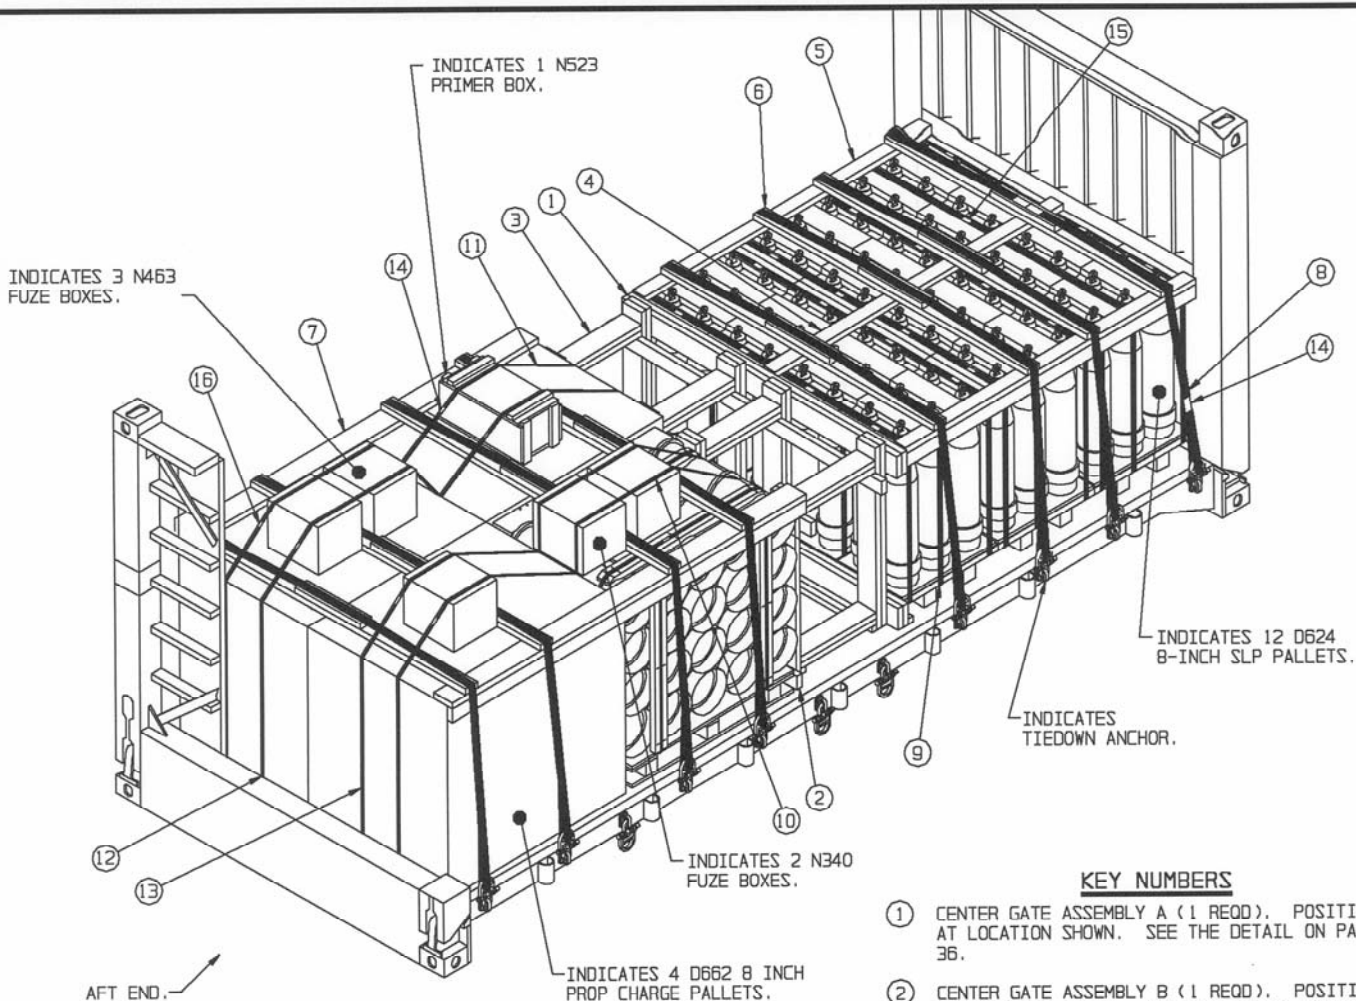 INDICATES 1 N523
PRIMER BOX.
15
5
6
4
1
3
11
14
INDICATES 3 N463
FUZE BOXES.
7
16
8
14
INDICATES 12 D624
8-INCH SLP PALLETS.
INDICATES
TIEDOWN ANCHOR.
9
2
10
12
13
INDICATES 2 N340
FUZE BOXES.
INDICATES 4 D662 8 INCH
PROP CHARGE PALLETS.
AFT END.
KEY NUMBERS
1 CENTER GATE ASSEMBLY A (1 REQD). POSITI
AT LOCATION SHOWN. SEE THE DETAIL ON PA
36.
2 CENTER GATE ASSEMBLY B (1 REQD). POSITI